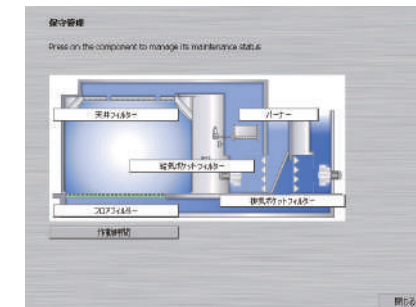 保守管理
Press on the component to manage its maintenance status
天井フィルター
バーナー
給気ポケットフィルター
排気ポケットフィルター
フロアフィルター
作動時間
閉じる